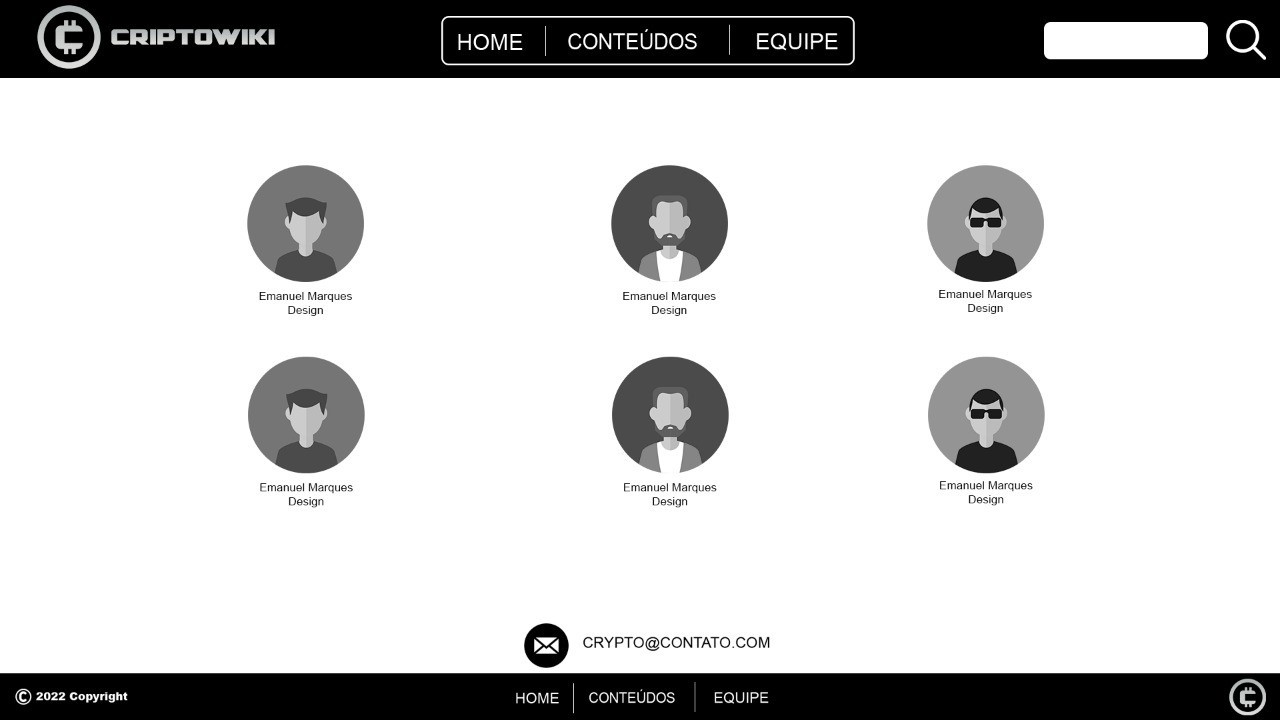 CRIPTOWIKI
HOME
CONTEÚDOS
EQUIPE
Emanuel Marques
Design
Emanuel Marques
Design
Emanuel Marques
Design
Emanuel Marques
Design
Emanuel Marques
Design
Emanuel Marques
Design
CRYPTO@CONTATO.COM
© 2022 Copyright
HOME
CONTEÚDOS
EQUIPE